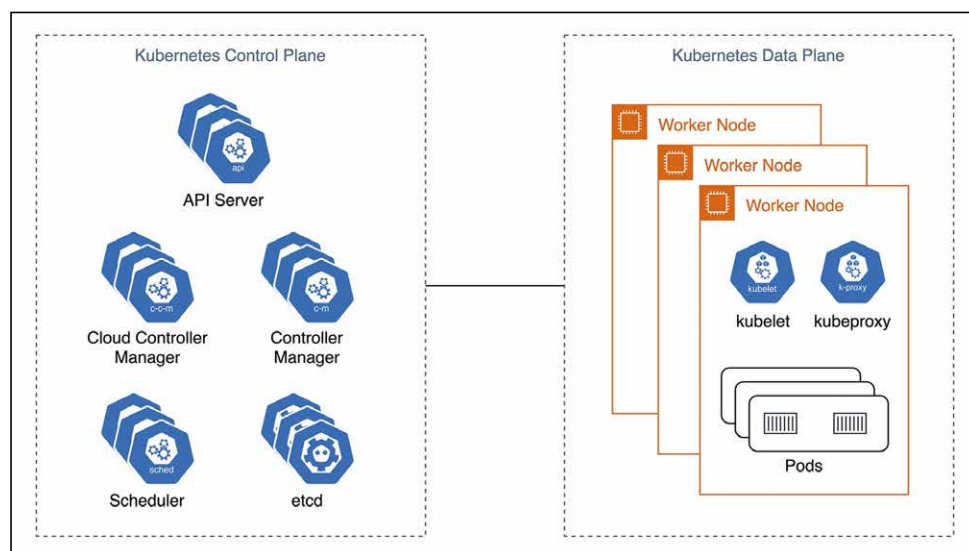 Kubernetes Control Plane
api
API Server
c-c-m
Cloud Controller
Manager
c-m
Controller
Manager
sched
Scheduler
etcd
Kubernetes Data Plane
Worker Node
Worker Node
Worker Node
kubelet
k-proxy
kubelet
kubeproxy
Pods